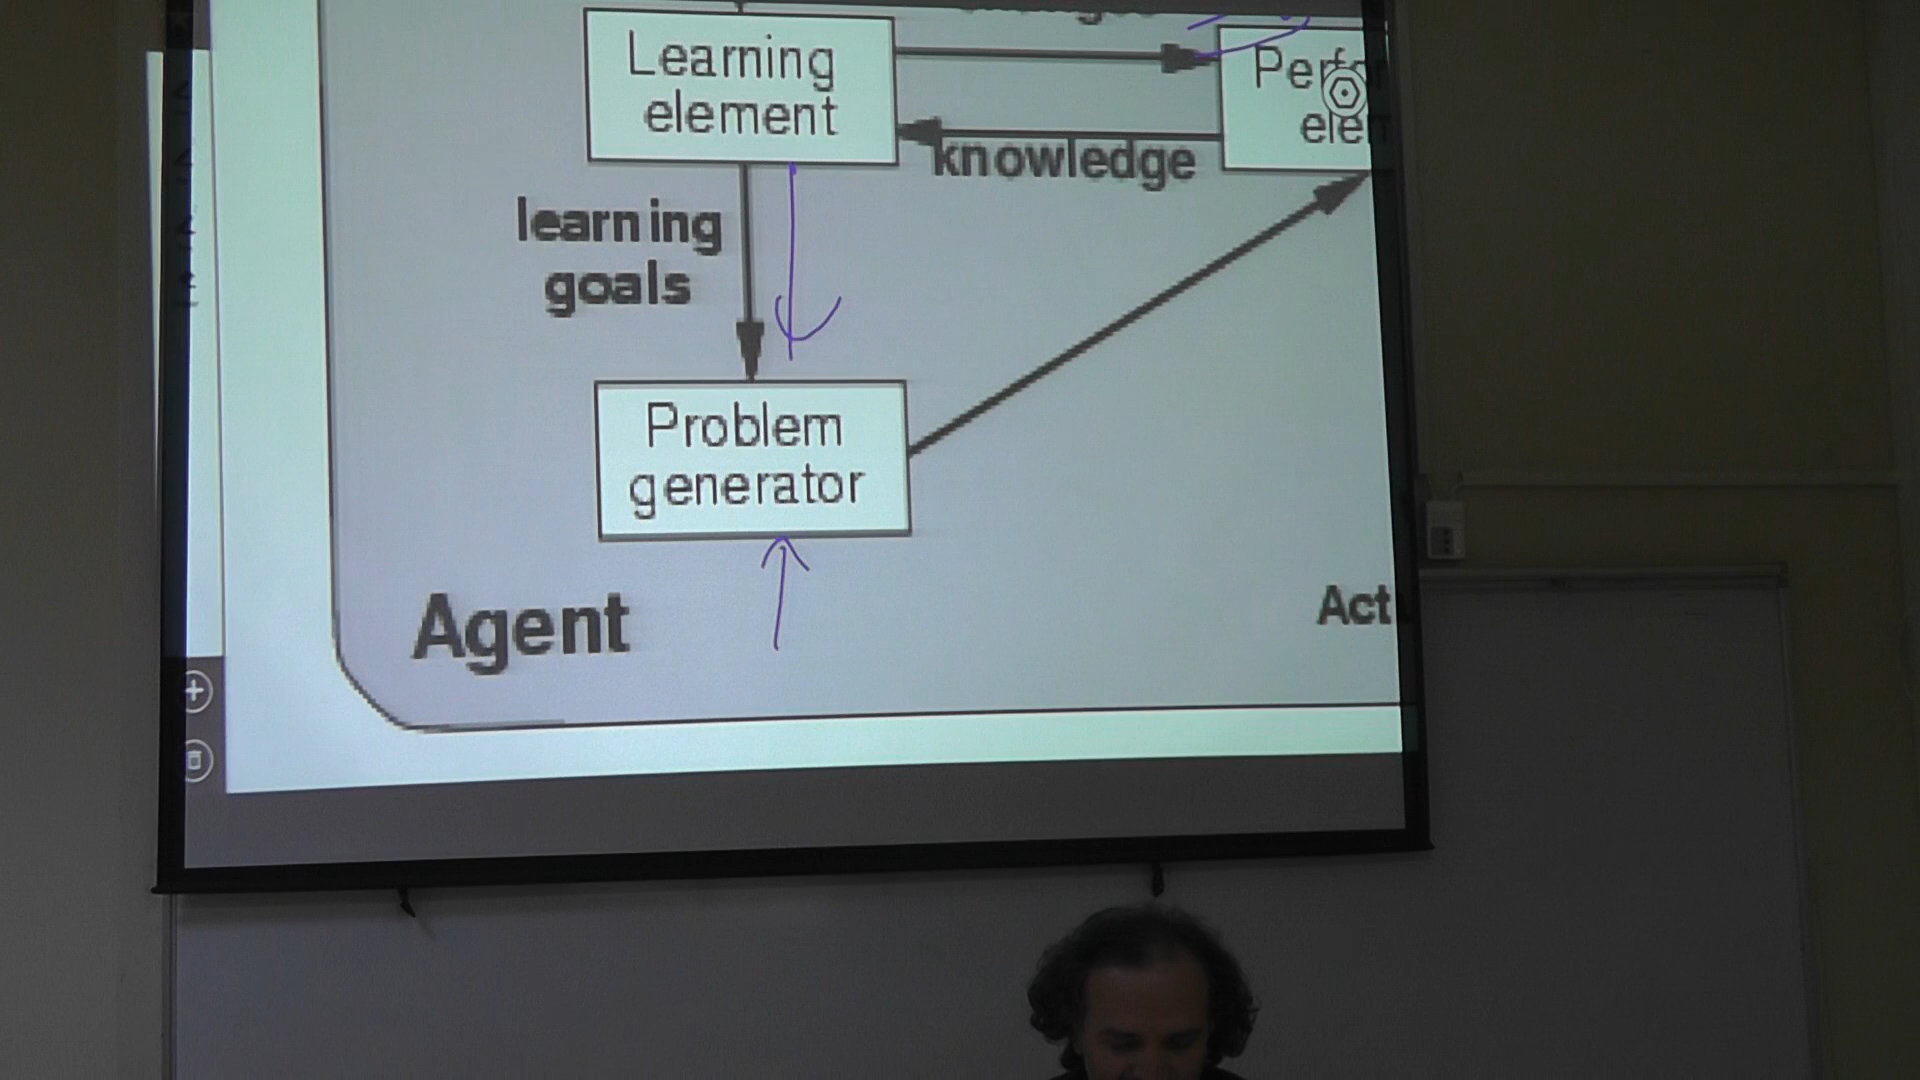 Learning
element
knowledge
learning
goals
Problem
generator
Agent